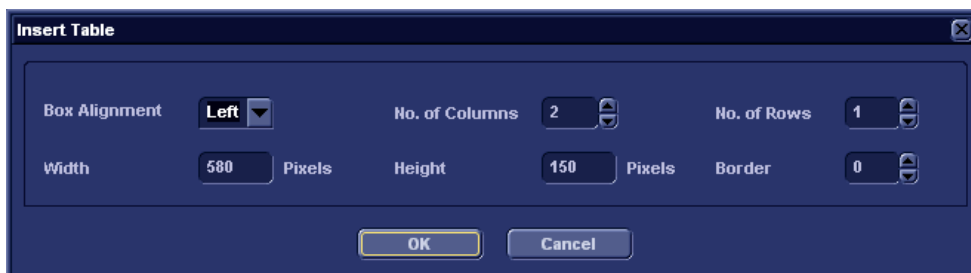 Insert Table
Box Alignment Left No. of Columns 2 No. of Rows 1
Width 580 Pixels Height 150 Pixels Border 0
OK Cancel